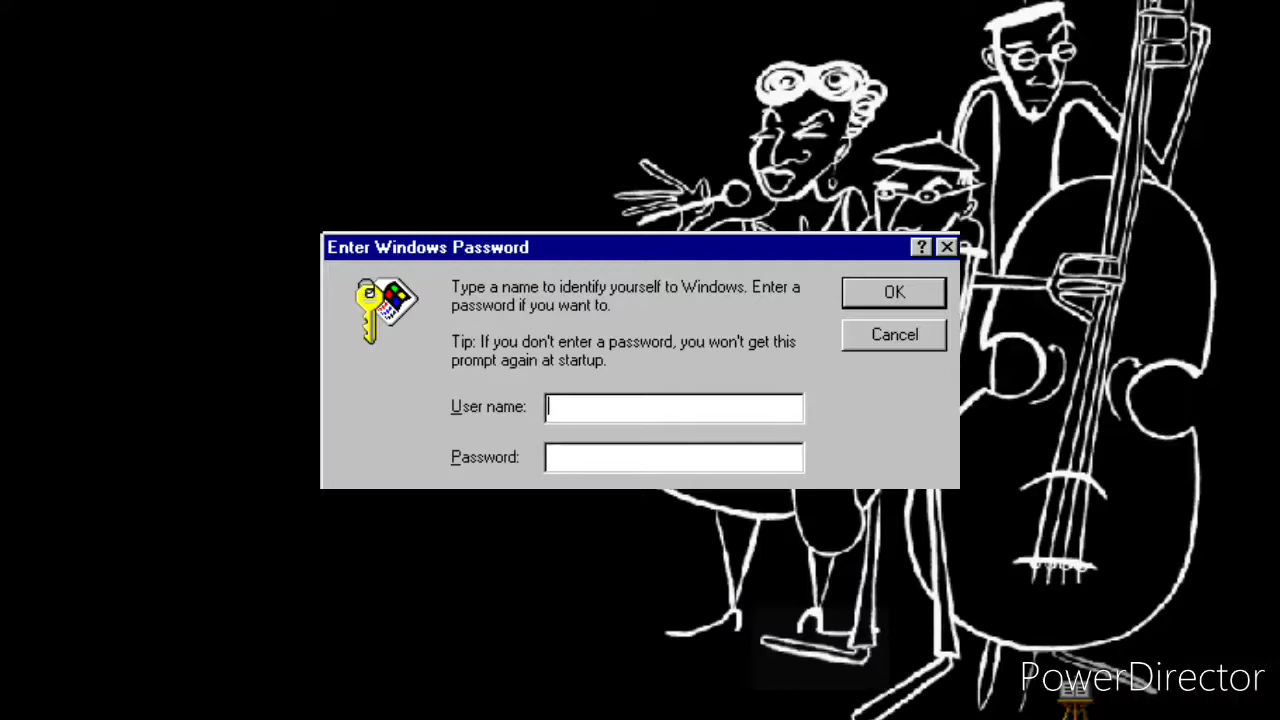 Enter Windows Password
Type a name to identify yourself to Windows. Enter a
password if you want to.
OK
Tip: If you don't enter a password, you won't get this
prompt again at startup.
Cancel
User name:
Password:
PowerDirector